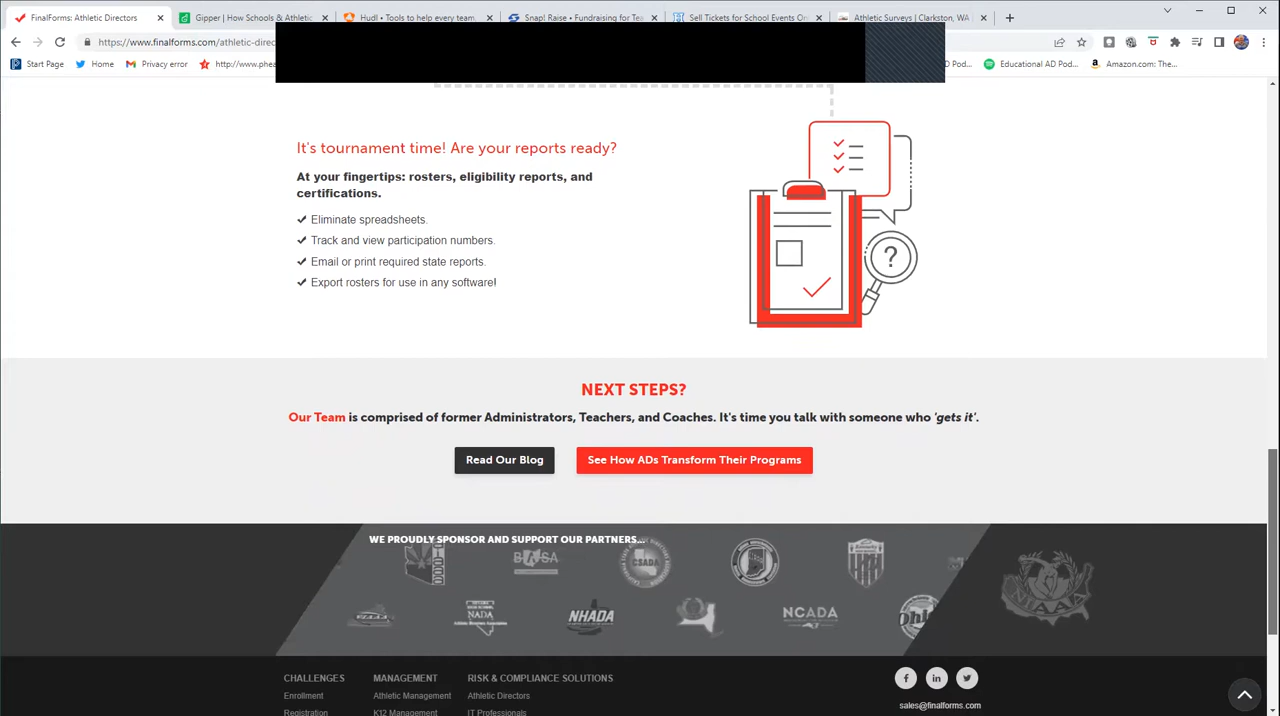 FinalForms: Athletic Directors
Gipper | How Schools & Athletic
Hudl • Tools to help every team
Snap! Raise • Fundraising for Te
Sell Tickets for School Events On
Athletic Surveys | Clarkston, WA
https://www.finalforms.com/athletic-direc
Start Page
Home
Privacy error
http://www.phea
D Pod...
Educational AD Pod...
Amazon.com: The...
It's tournament time! Are your reports ready?
At your fingertips: rosters, eligibility reports, and
certifications.
Eliminate spreadsheets.
Track and view participation numbers.
Email or print required state reports.
Export rosters for use in any software!
?
NEXT STEPS?
Our Team is comprised of former Administrators, Teachers, and Coaches. It's time you talk with someone who 'gets it'.
Read Our Blog
See How ADs Transform Their Programs
WE PROUDLY SPONSOR AND SUPPORT OUR PARTNERS...
CSADA
NADA
NHADA
NCADA
Ohio
CHALLENGES
MANAGEMENT
RISK & COMPLIANCE SOLUTIONS
Enrollment
Athletic Management
Athletic Directors
sales@finalforms.com
Registration
K12 Management
IT Professionals